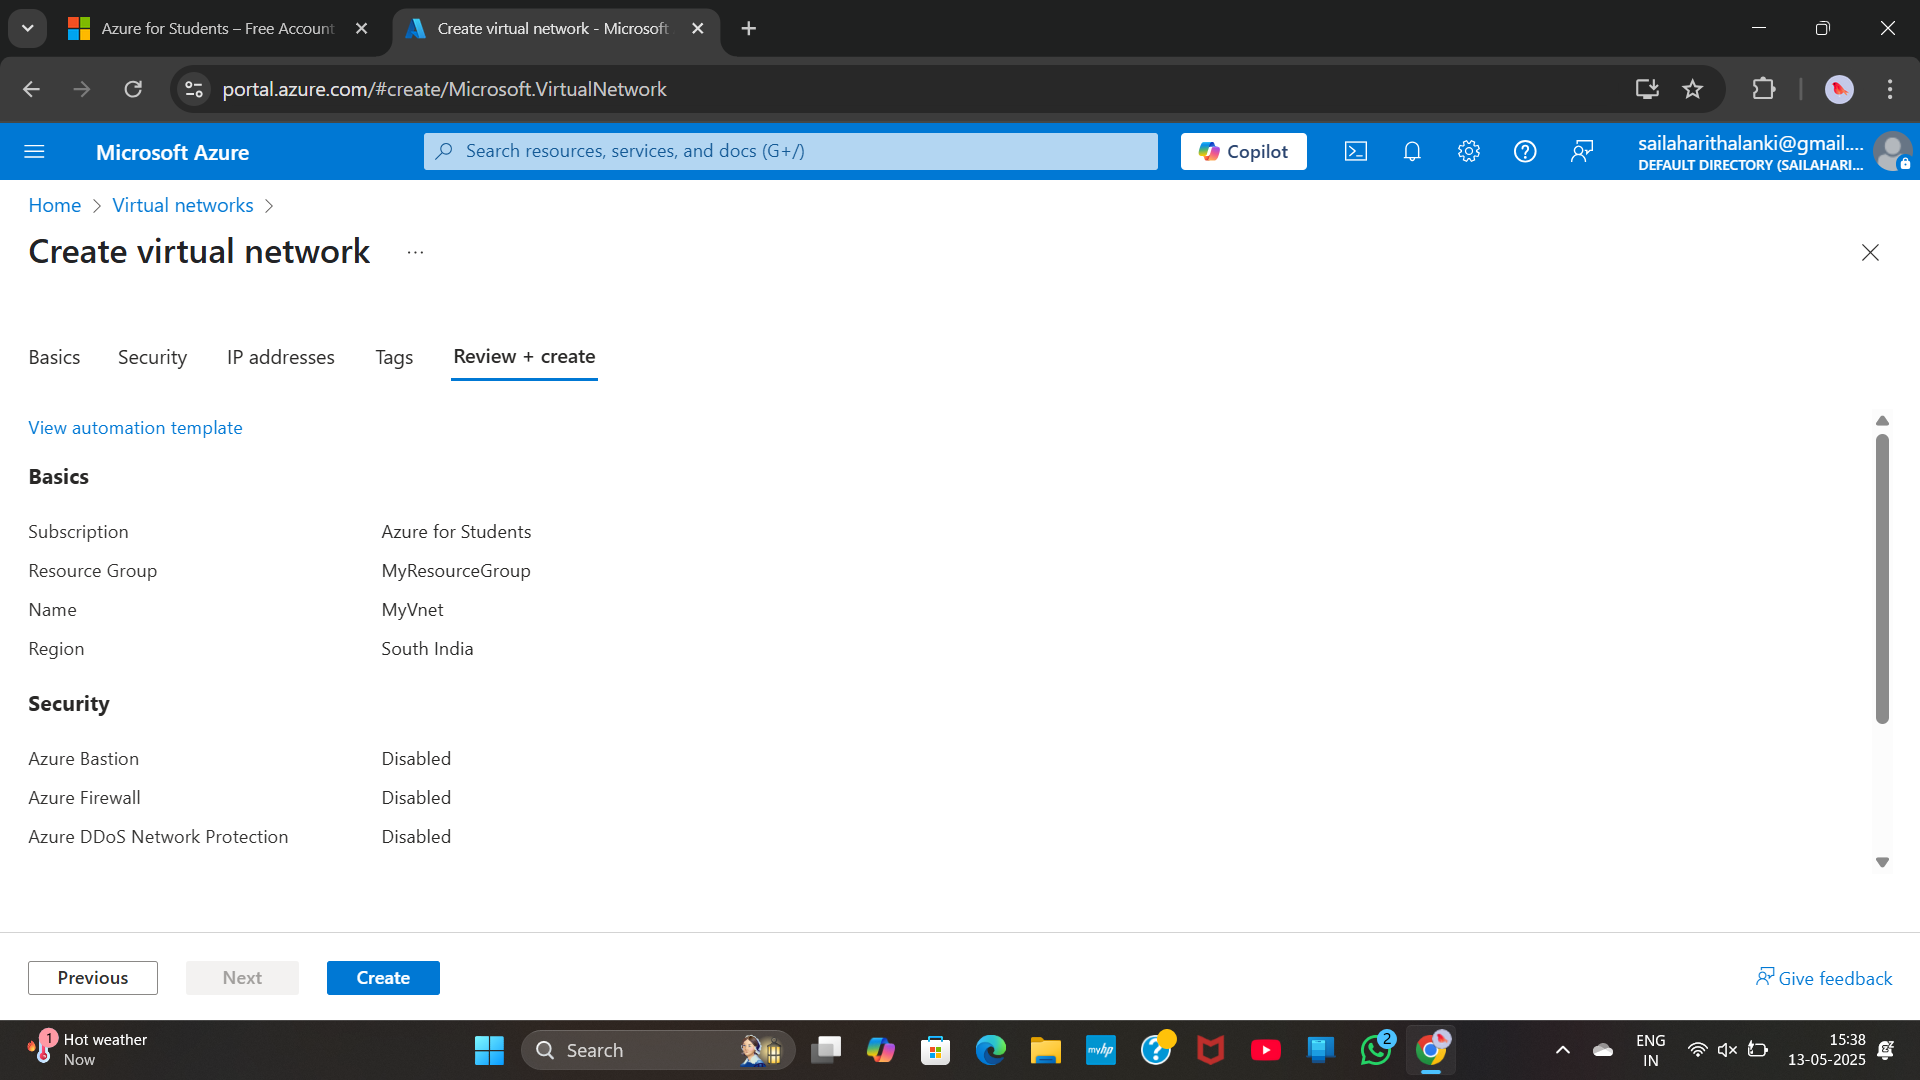 Azure for Students – Free Account
Create virtual network - Microsoft
portal.azure.com/#create/Microsoft.VirtualNetwork
Microsoft Azure
Search resources, services, and docs (G+/)
Copilot
sailaharithalanki@gmail....
DEFAULT DIRECTORY (SAILAHARI...
Home > Virtual networks >
Create virtual network ...
Basics Security IP addresses Tags Review + create
View automation template
Basics
Subscription Azure for Students
Resource Group MyResourceGroup
Name MyVnet
Region South India
Security
Azure Bastion Disabled
Azure Firewall Disabled
Azure DDoS Network Protection Disabled
Previous Next Create
Give feedback
1
Hot weather
Now
Search
myhp
2
ENG
IN
15:38
13-05-2025